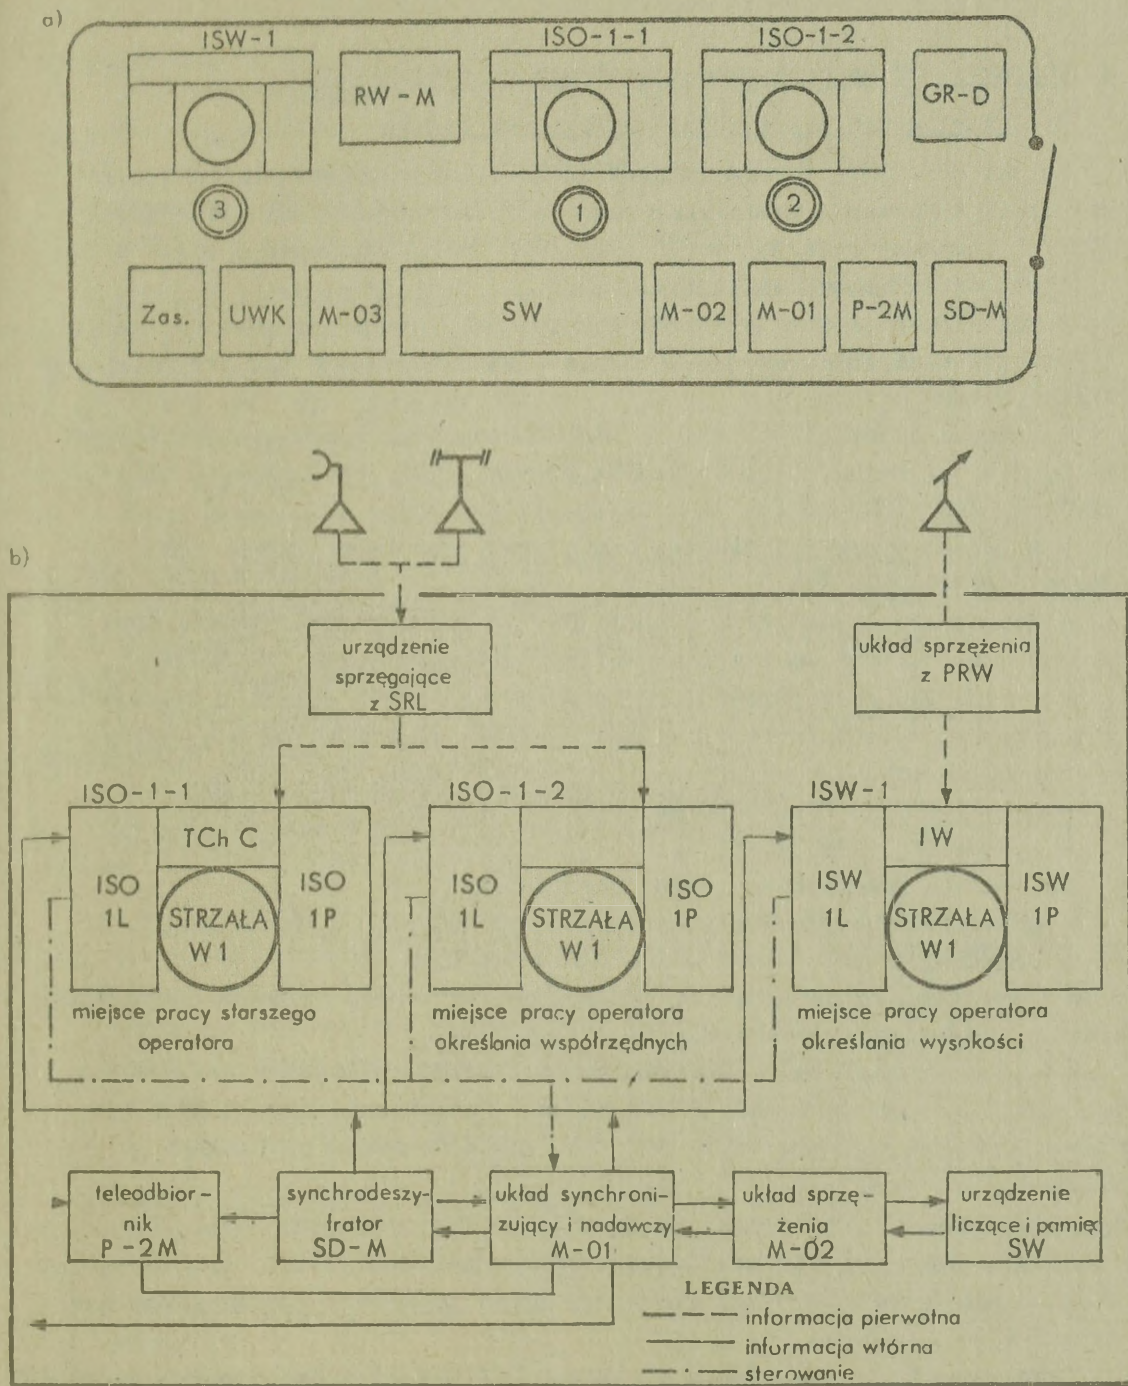 a)
ISW-1
ISO-1-1
ISO-1-2
RW-M
GR-D
3
1
2
Zas.
UWK
M-03
SW
M-02
M-01
P-2M
SD-M
b)
urządzenie
sprzęgające
z SRL
układ sprzężenia
z PRW
ISO-1-1
ISO-1-2
ISW-1
TCh C
IW
ISO
1L
STRZAŁA
W1
ISO
1P
ISO
1L
STRZAŁA
W1
ISO
1P
ISW
1L
STRZAŁA
W1
ISW
1P
miejsce pracy starszego
operatora
miejsce pracy operatora
określania współrzędnych
miejsce pracy operatora
określania wysokości
teleodbior-
nik
P-2M
synchrodeszy-
frator
SD-M
układ synchroni-
zujący i nadawczy
M-01
układ sprzę-
żenia
M-02
urządzenie
liczące i pamięć
SW
LEGENDA
informacja pierwotna
informacja wtórna
sterowanie